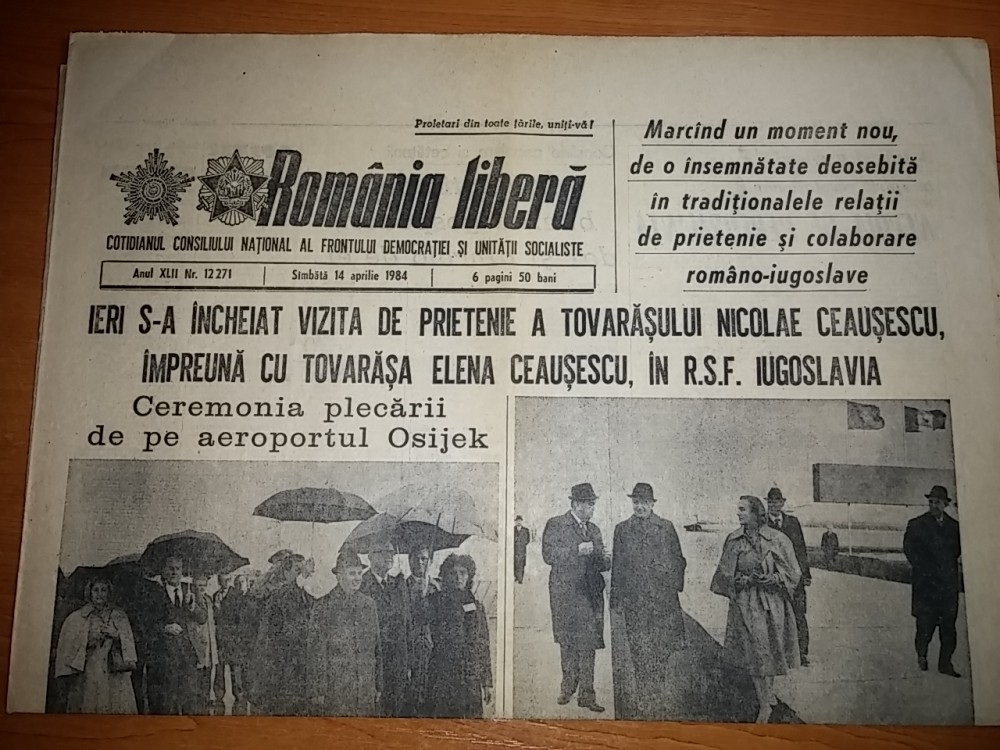 Proletari din toate țările, uniți-vă!
România liberă
COTIDIANUL CONSILIULUI NAȚIONAL AL FRONTULUI DEMOCRAȚIEI ȘI UNITĂȚII SOCIALISTE
Anul XLII Nr. 12 271 Sîmbătă 14 aprilie 1984 6 pagini 50 bani
Marcînd un moment nou,
de o însemnătate deosebită
în tradiționalele relații
de prietenie și colaborare
româno-iugoslave
IERI S-A ÎNCHEIAT VIZITA DE PRIETENIE A TOVARĂȘULUI NICOLAE CEAUȘESCU,
ÎMPREUNĂ CU TOVARĂȘA ELENA CEAUȘESCU, ÎN R.S.F. IUGOSLAVIA
Ceremonia plecării
de pe aeroportul Osijek